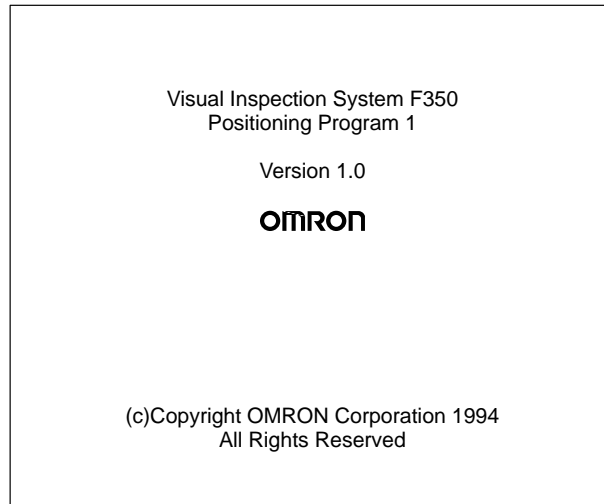 Visual Inspection System F350
Positioning Program 1
Version 1.0
OMRON
(c)Copyright OMRON Corporation 1994
All Rights Reserved